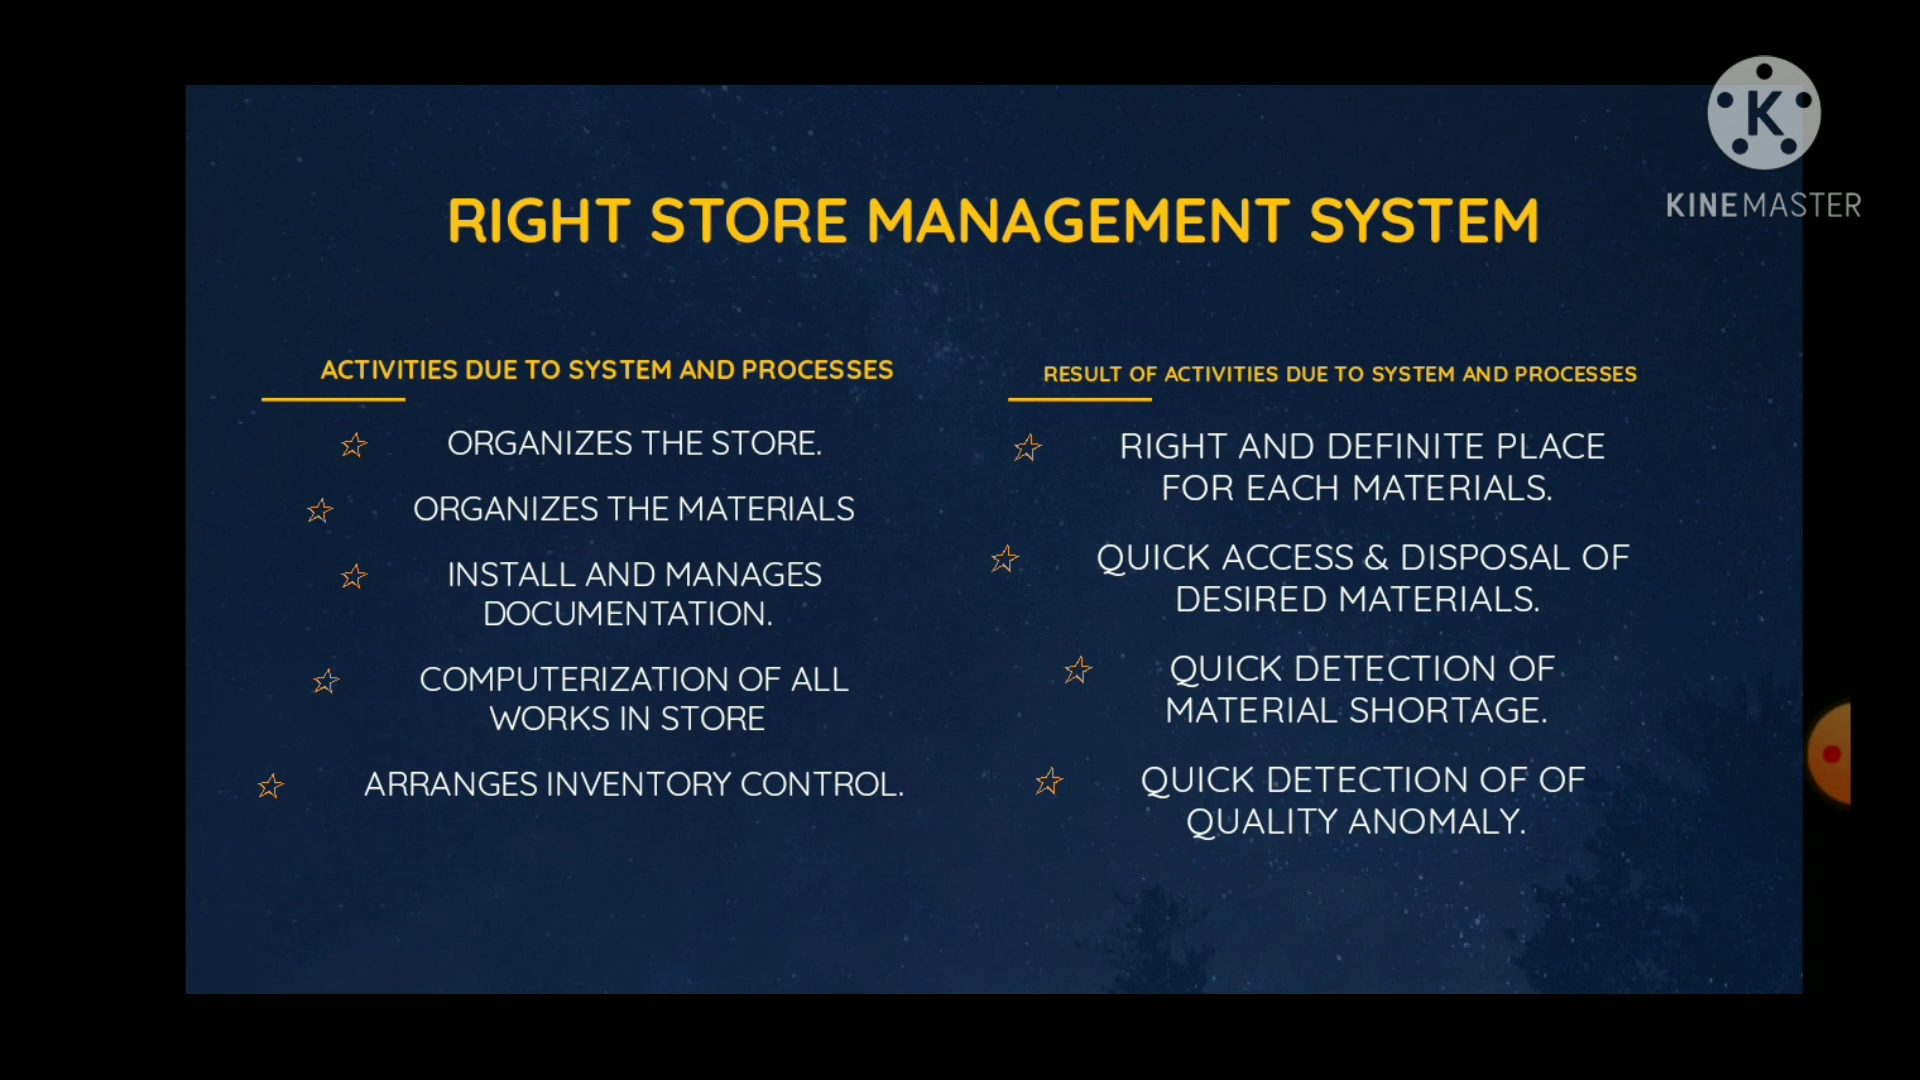 K
KINEMASTER
RIGHT STORE MANAGEMENT SYSTEM
ACTIVITIES DUE TO SYSTEM AND PROCESSES
ORGANIZES THE STORE.
ORGANIZES THE MATERIALS
INSTALL AND MANAGES
DOCUMENTATION.
COMPUTERIZATION OF ALL
WORKS IN STORE
ARRANGES INVENTORY CONTROL.
RESULT OF ACTIVITIES DUE TO SYSTEM AND PROCESSES
RIGHT AND DEFINITE PLACE
FOR EACH MATERIALS.
QUICK ACCESS & DISPOSAL OF
DESIRED MATERIALS.
QUICK DETECTION OF
MATERIAL SHORTAGE.
QUICK DETECTION OF OF
QUALITY ANOMALY.